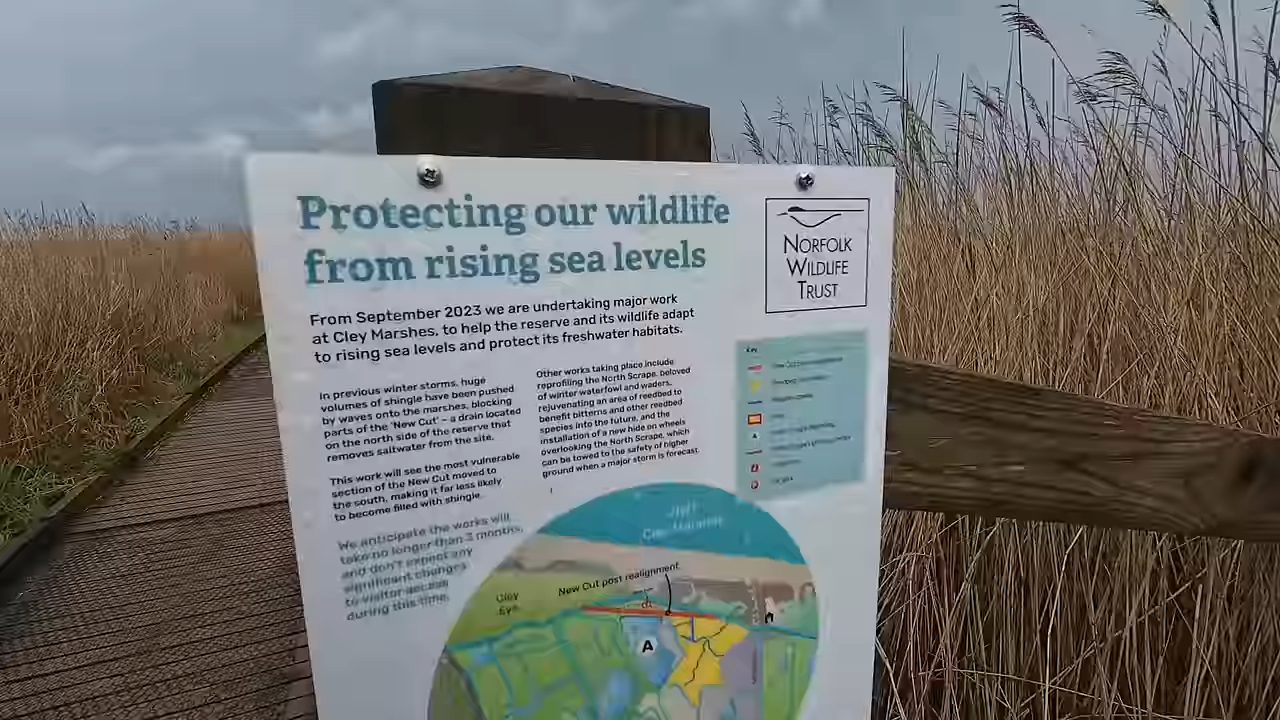 Protecting our wildlife
from rising sea levels
NORFOLK
WILDLIFE
TRUST
From September 2023 we are undertaking major work
at Cley Marshes, to help the reserve and its wildlife adapt
to rising sea levels and protect its freshwater habitats.
In previous winter storms, huge
volumes of shingle have been pushed
by waves onto the marshes, blocking
parts of the 'New Cut' – a drain located
on the north side of the reserve that
removes saltwater from the site.
This work will see the most vulnerable
section of the New Cut moved to
the south, making it far less likely
to become filled with shingle.
We anticipate the works will
take no longer than 3 months,
and don't expect any
significant changes
to visitor access
during this time.
Other works taking place include
reprofiling the North Scrape, beloved
of winter waterfowl and waders,
rejuvenating an area of reedbed to
benefit bitterns and other reedbed
species into the future, and the
installation of a new hide on wheels
overlooking the North Scrape, which
can be towed to the safety of higher
ground when a major storm is forecast.
Key
New Cut post realignment
Cley
Eye
A